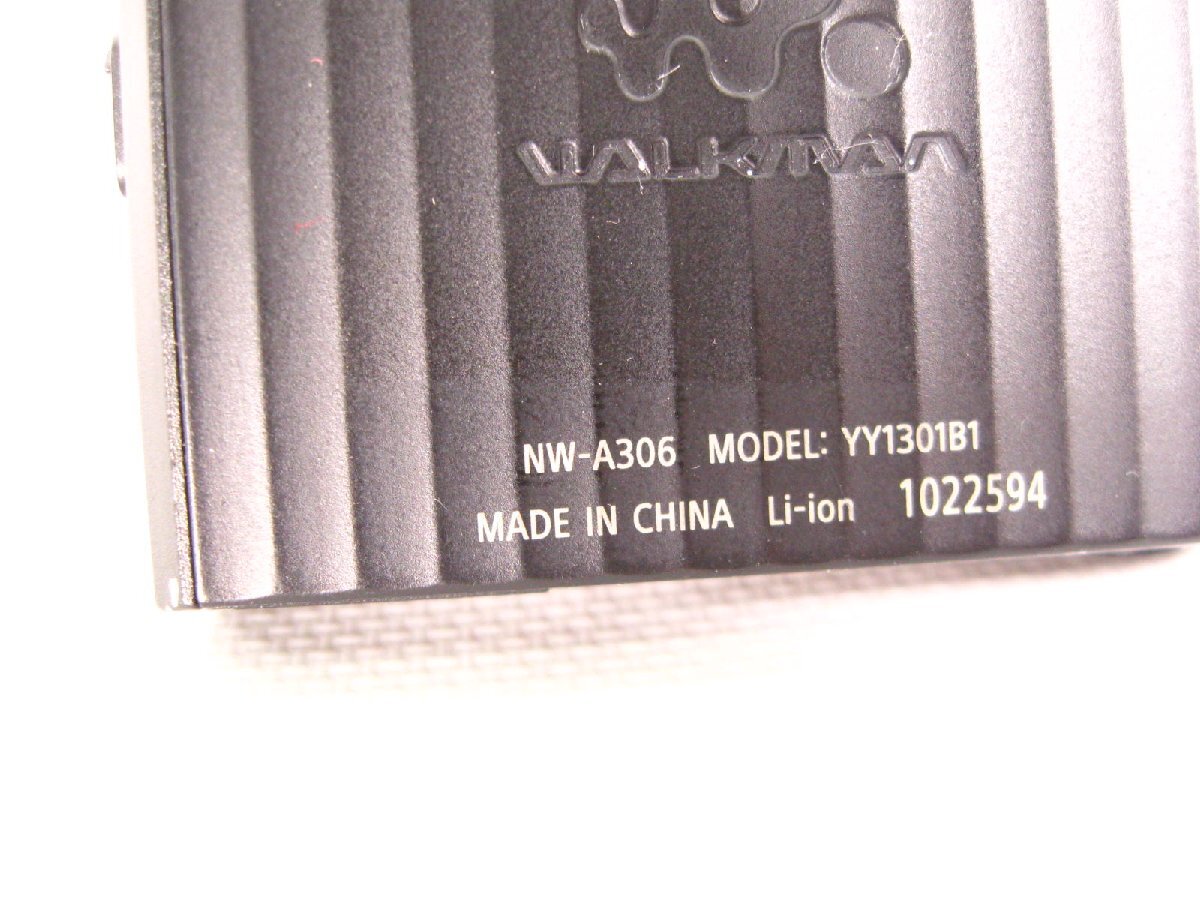 WALKMAN
NW-A306 MODEL: YY1301B1
MADE IN CHINA Li-ion 1022594